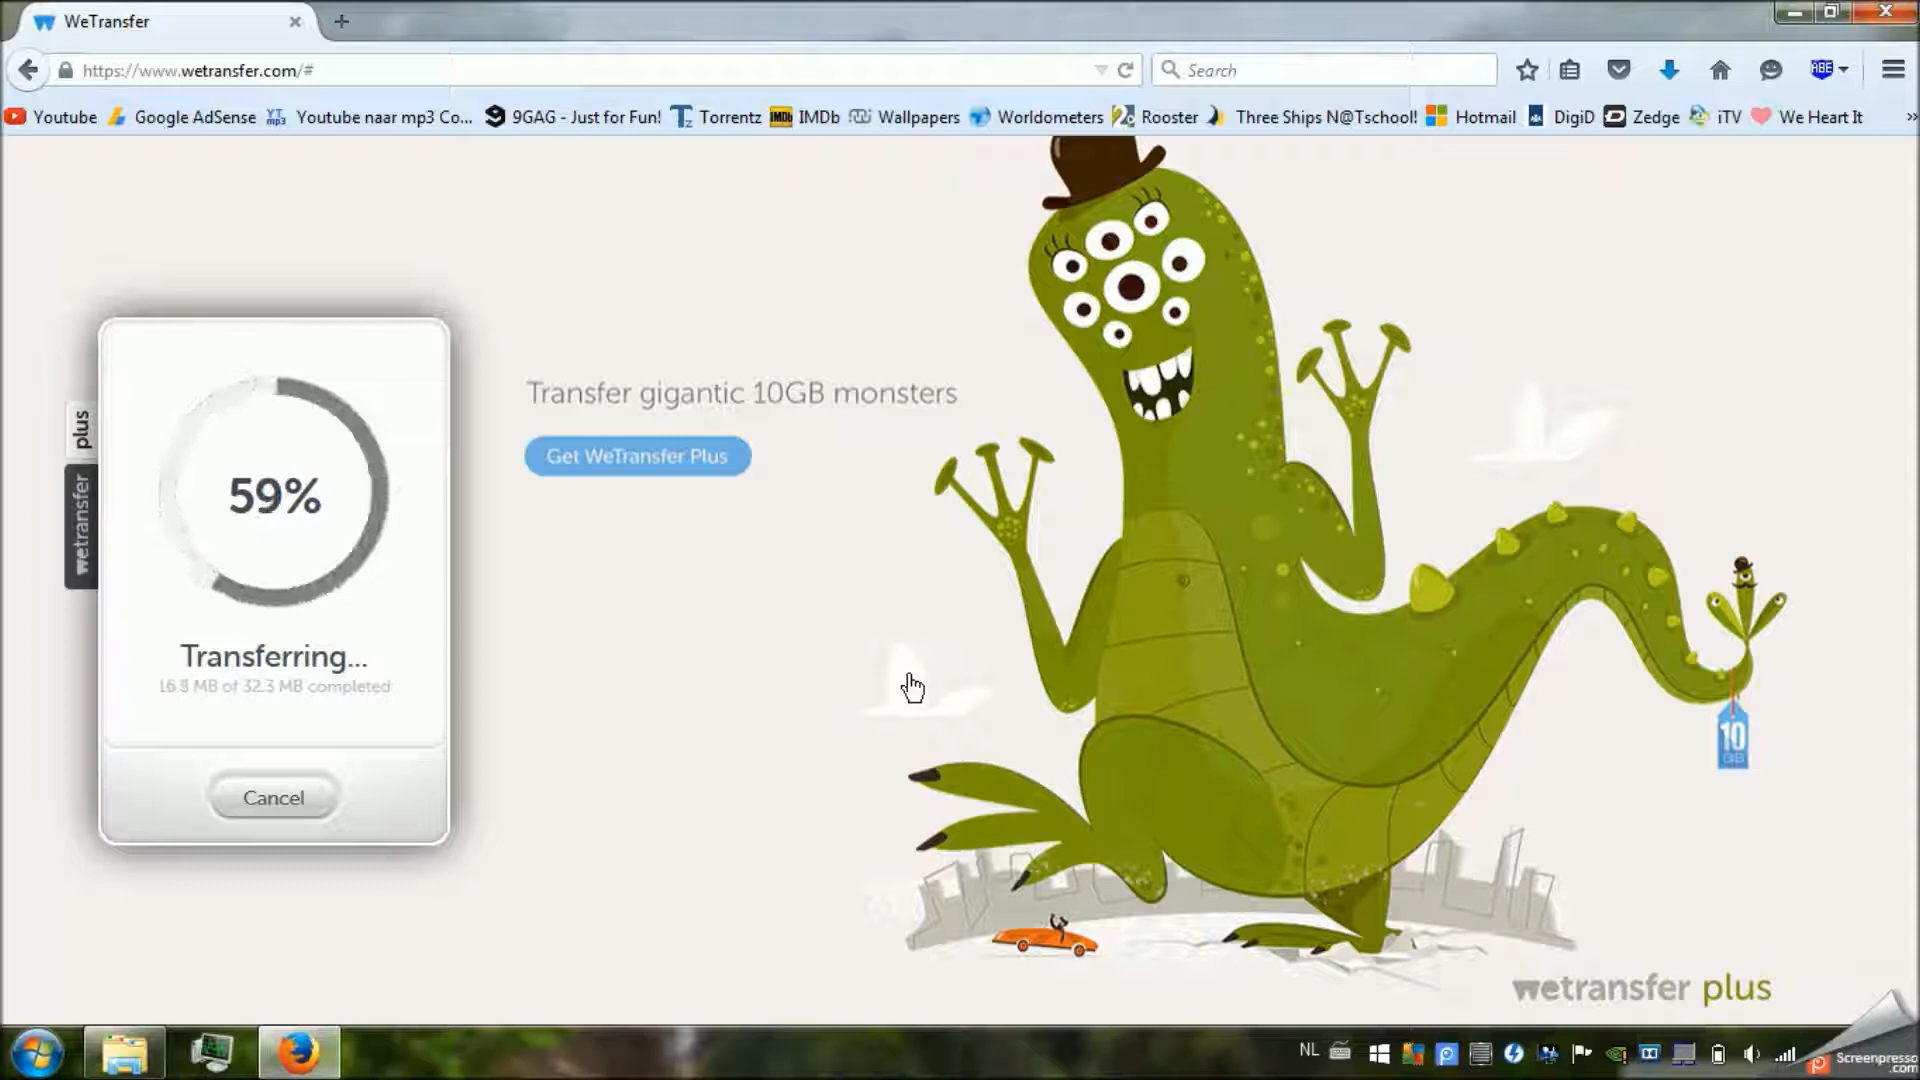 WeTransfer
https://www.wetransfer.com/#
Search
ABE
Youtube
Google AdSense
Youtube naar mp3 Co...
9GAG - Just for Fun!
Torrentz
IMDb
Wallpapers
Worldometers
Rooster
Three Ships N@Tschool!
Hotmail
DigiD
Zedge
iTV
We Heart It
»
plus
wetransfer
59%
Transferring...
MB of 32.3 MB completed
Cancel
Transfer gigantic 10GB monsters
Get WeTransfer Plus
10
GB
wetransfer plus
NL
Screenpresso
.com